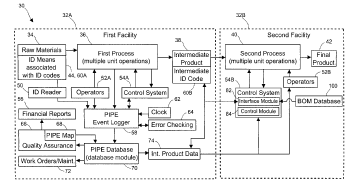 30
32A
32B
First Facility
Second Facility
34
36
38
40
42
Raw Materials
First Process
(multiple unit operations)
Intermediate
Product
Intermediate
ID Code
Second Process
(multiple unit operations)
Final
Product
ID Means
associated
with ID codes
44, 60A
60B
52A
54A
52B
54B
50
ID Reader
Operators
Control System
62
Operators
100
56
Clock
64
82
Control System
Interface Module
BOM Database
Financial Reports
PIPE
Event Logger
58
Error Checking
84
Control Module
66
68
PIPE Map
Quality Assurance
74
Work Orders/Maint.
72
PIPE Database
(database module)
70
Int. Product Data